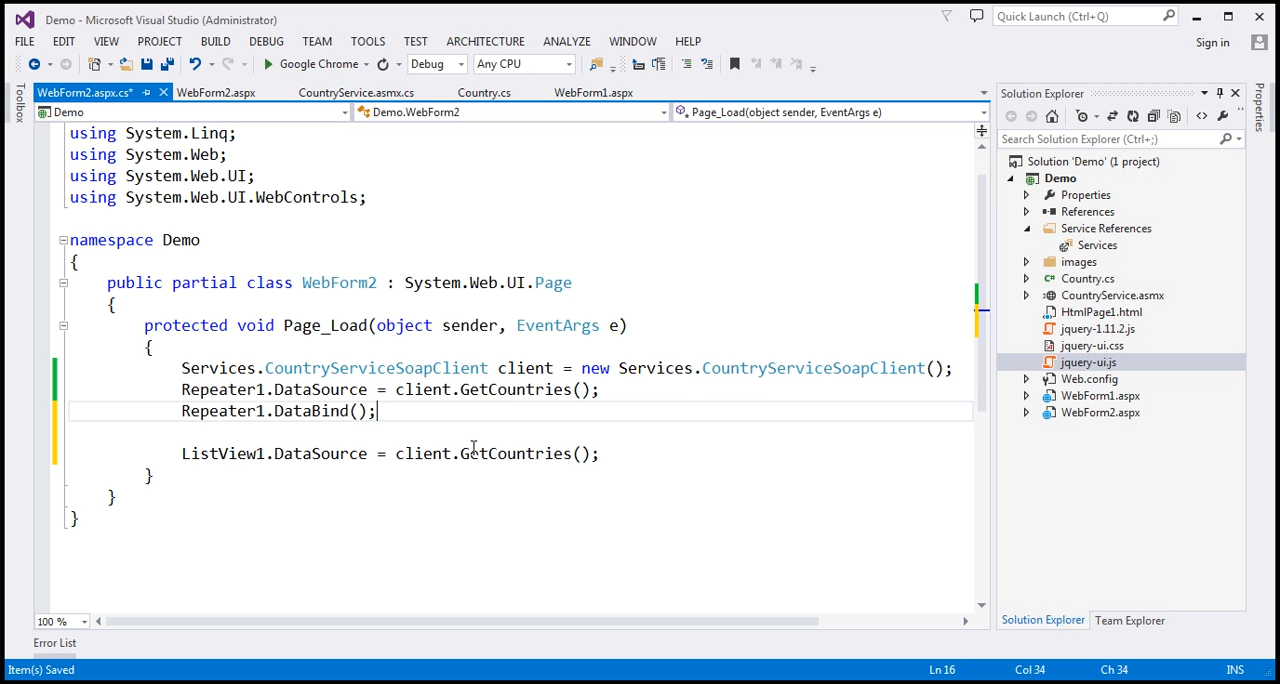 Demo - Microsoft Visual Studio (Administrator)
Quick Launch (Ctrl+Q)
FILE EDIT VIEW PROJECT BUILD DEBUG TEAM TOOLS TEST ARCHITECTURE ANALYZE WINDOW HELP
Sign in
Google Chrome Debug Any CPU
Toolbox
WebForm2.aspx.cs* WebForm2.aspx CountryService.asmx.cs Country.cs WebForm1.aspx
Demo Demo.WebForm2 Page_Load(object sender, EventArgs e)
using System.Linq;
using System.Web;
using System.Web.UI;
using System.Web.UI.WebControls;
namespace Demo
{
public partial class WebForm2 : System.Web.UI.Page
{
protected void Page_Load(object sender, EventArgs e)
{
Services.CountryServiceSoapClient client = new Services.CountryServiceSoapClient();
Repeater1.DataSource = client.GetCountries();
Repeater1.DataBind();
ListView1.DataSource = client.GetCountries();
}
}
}
100 %
Error List
Solution Explorer
Properties
Search Solution Explorer (Ctrl+;)
Solution 'Demo' (1 project)
Demo
Properties
References
Service References
Services
images
Country.cs
CountryService.asmx
HtmlPage1.html
jquery-1.11.2.js
jquery-ui.css
jquery-ui.js
Web.config
WebForm1.aspx
WebForm2.aspx
Solution Explorer Team Explorer
Item(s) Saved Ln 16 Col 34 Ch 34 INS